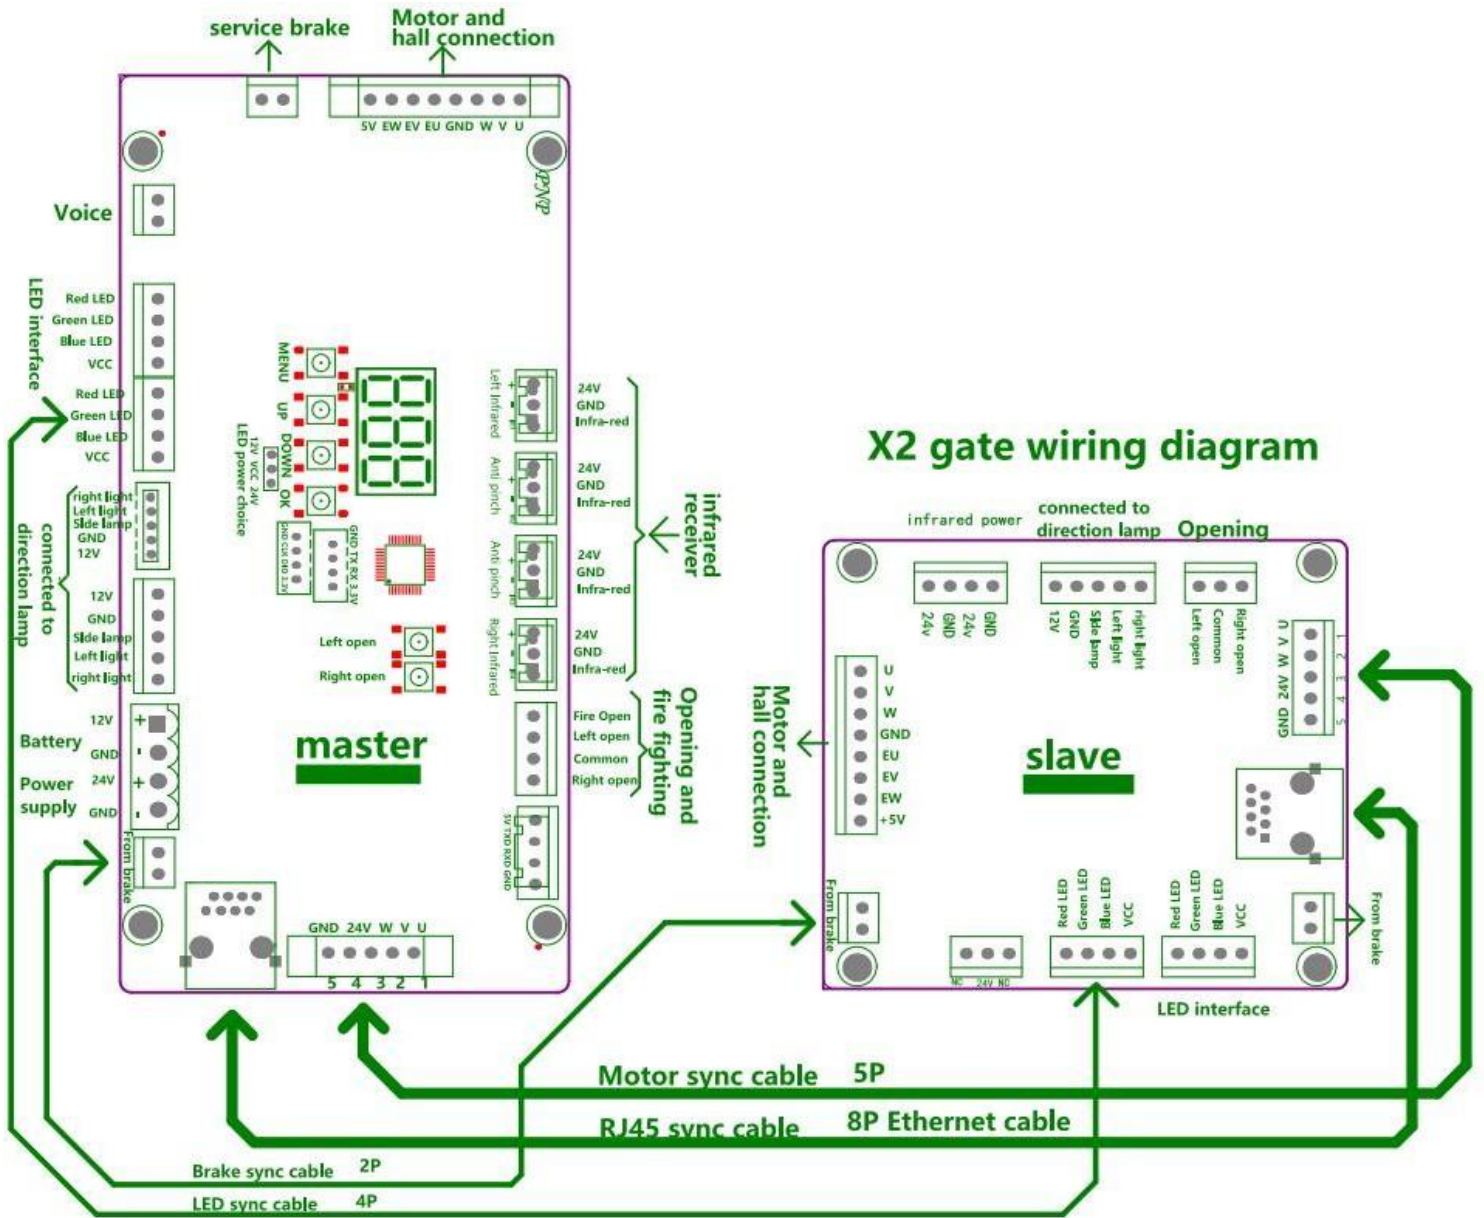 service brake
Motor and
hall connection
5V EW EV EU GND W V U
PNP
Voice
LED interface
Red LED
Green LED
Blue LED
VCC
Red LED
Green LED
Blue LED
VCC
right light
Left light
Side lamp
GND
12V
connected to
direction lamp
12V
GND
Side lamp
Left light
right light
Battery
12V +
GND -
Power
supply
24V +
GND -
From brake
MENU
UP
DOWN
OK
12V VCC 24V
LED power choice
GND CLK DIO 3.3V
GND TX RX 3.3V
Left open
Right open
master
Left Infrared
24V
GND
Infra-red
Anti pinch
24V
GND
Infra-red
Anti pinch
24V
GND
Infra-red
Right Infrared
24V
GND
Infra-red
infrared
receiver
Fire Open
Left open
Common
Right open
Opening and
fire fighting
5V TXD RXD GND
GND 24V W V U
5 4 3 2 1
X2 gate wiring diagram
infrared power
24v GND 24v GND
connected to
direction lamp
12V
GND
Side lamp
Left light
right light
Opening
Left open
Common
Right open
U V W 24V GND
1 2 3 4 5
Motor and
hall connection
U
V
W
GND
EU
EV
EW
+5V
slave
From brake
NC 24V NC
Red LED
Green LED
Blue LED
VCC
Red LED
Green LED
Blue LED
VCC
From brake
LED interface
Motor sync cable 5P
RJ45 sync cable 8P Ethernet cable
Brake sync cable 2P
LED sync cable 4P